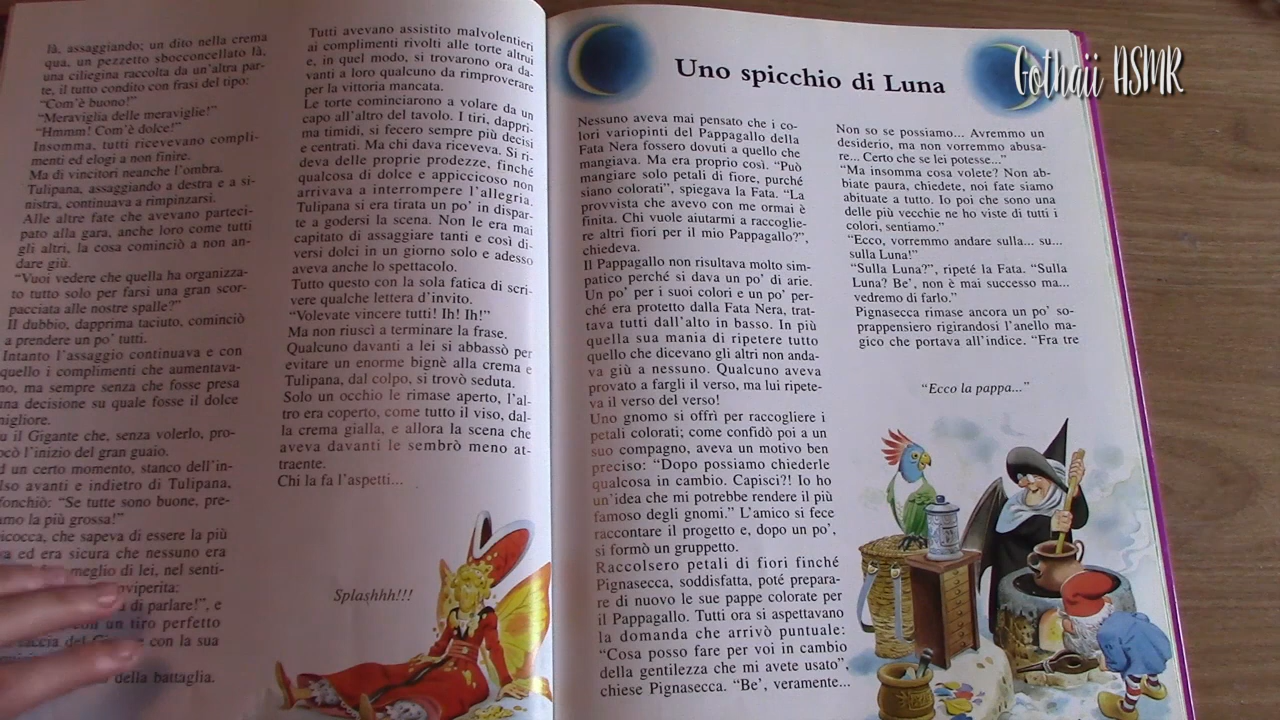 là, assaggiando; un dito nella crema
qua, un pezzetto sbocconcellato là,
una ciliegina raccolta da un'altra par-
te, il tutto condito con frasi del tipo:
“Com'è buono!”
“Meraviglia delle meraviglie!”
“Hmmm! Com'è dolce!”
Insomma, tutti ricevevano compli-
menti ed elogi a non finire.
Ma di vincitori neanche l'ombra.
Tulipana, assaggiando a destra e a si-
nistra, continuava a rimpinzarsi.
Alle altre fate che avevano parteci-
pato alla gara, anche loro come tutti
gli altri, la cosa cominciò a non an-
dare giù.
“Vuoi vedere che quella ha organizza-
to tutto solo per farsi una gran scor-
pacciata alle nostre spalle?”
Il dubbio, dapprima taciuto, cominciò
a prendere un po' tutti.
Intanto l'assaggio continuava e con
quello i complimenti che aumentava-
no, ma sempre senza che fosse presa
una decisione su quale fosse il dolce
migliore.
u il Gigante che, senza volerlo, pro-
ocò l'inizio del gran guaio.
d un certo momento, stanco dell'in-
lso avanti e indietro di Tulipana,
fonchiò: “Se tutte sono buone, pre-
amo la più grossa!”
icocca, che sapeva di essere la più
va ed era sicura che nessuno era
meglio di lei, nel senti-
viperita:
di parlare!”, e
con un tiro perfetto
faccia del e con la sua
della battaglia.
Tutti avevano assistito malvolentieri
ai complimenti rivolti alle torte altrui
e, in quel modo, si trovarono ora da-
vanti a loro qualcuno da rimproverare
per la vittoria mancata.
Le torte cominciarono a volare da un
capo all'altro del tavolo. I tiri, dappri-
ma timidi, si fecero sempre più decisi
e centrati. Ma chi dava riceveva. Si ri-
deva delle proprie prodezze, finché
qualcosa di dolce e appiccicoso non
arrivava a interrompere l'allegria.
Tulipana si era tirata un po' in dispar-
te a godersi la scena. Non le era mai
capitato di assaggiare tanti e così di-
versi dolci in un giorno solo e adesso
aveva anche lo spettacolo.
Tutto questo con la sola fatica di scri-
vere qualche lettera d'invito.
“Volevate vincere tutti! Ih! Ih!”
Ma non riuscì a terminare la frase.
Qualcuno davanti a lei si abbassò per
evitare un enorme bignè alla crema e
Tulipana, dal colpo, si trovò seduta.
Solo un occhio le rimase aperto, l'al-
tro era coperto, come tutto il viso, dal-
la crema gialla, e allora la scena che
aveva davanti le sembrò meno at-
traente.
Chi la fa l'aspetti...
Splashhh!!!
Uno spicchio di Luna
Gothaii ASMR
Nessuno aveva mai pensato che i co-
lori variopinti del Pappagallo della
Fata Nera fossero dovuti a quello che
mangiava. Ma era proprio così. “Può
mangiare solo petali di fiore, purché
siano colorati”, spiegava la Fata. “La
provvista che avevo con me ormai è
finita. Chi vuole aiutarmi a raccoglie-
re altri fiori per il mio Pappagallo?”,
chiedeva.
Il Pappagallo non risultava molto sim-
patico perché si dava un po' di arie.
Un po' per i suoi colori e un po' per-
ché era protetto dalla Fata Nera, trat-
tava tutti dall'alto in basso. In più
quella sua mania di ripetere tutto
quello che dicevano gli altri non anda-
va giù a nessuno. Qualcuno aveva
provato a fargli il verso, ma lui ripete-
va il verso del verso!
Uno gnomo si offrì per raccogliere i
petali colorati; come confidò poi a un
suo compagno, aveva un motivo ben
preciso: “Dopo possiamo chiederle
qualcosa in cambio. Capisci?! Io ho
un'idea che mi potrebbe rendere il più
famoso degli gnomi.” L'amico si fece
raccontare il progetto e, dopo un po',
si formò un gruppetto.
Raccolsero petali di fiori finché
Pignasecca, soddisfatta, poté prepara-
re di nuovo le sue pappe colorate per
il Pappagallo. Tutti ora si aspettavano
la domanda che arrivò puntuale:
“Cosa posso fare per voi in cambio
della gentilezza che mi avete usato”,
chiese Pignasecca. “Be', veramente...
Non so se possiamo... Avremmo un
desiderio, ma non vorremmo abusa-
re... Certo che se lei potesse...”
“Ma insomma cosa volete? Non ab-
biate paura, chiedete, noi fate siamo
abituate a tutto. Io poi che sono una
delle più vecchie ne ho viste di tutti i
colori, sentiamo.”
“Ecco, vorremmo andare sulla... su...
sulla Luna!”
“Sulla Luna?”, ripeté la Fata. “Sulla
Luna? Be', non è mai successo ma...
vedremo di farlo.”
Pignasecca rimase ancora un po' so-
prappensiero rigirandosi l'anello ma-
gico che portava all'indice. “Fra tre
“Ecco la pappa...”